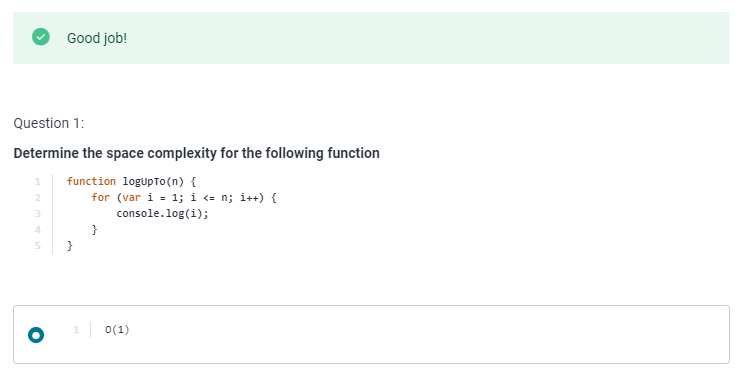 Good job!
Question 1:
Determine the space complexity for the following function
1 function logUpTo(n) {
2     for (var i = 1; i <= n; i++) {
3         console.log(i);
4     }
5 }
1 O(1)